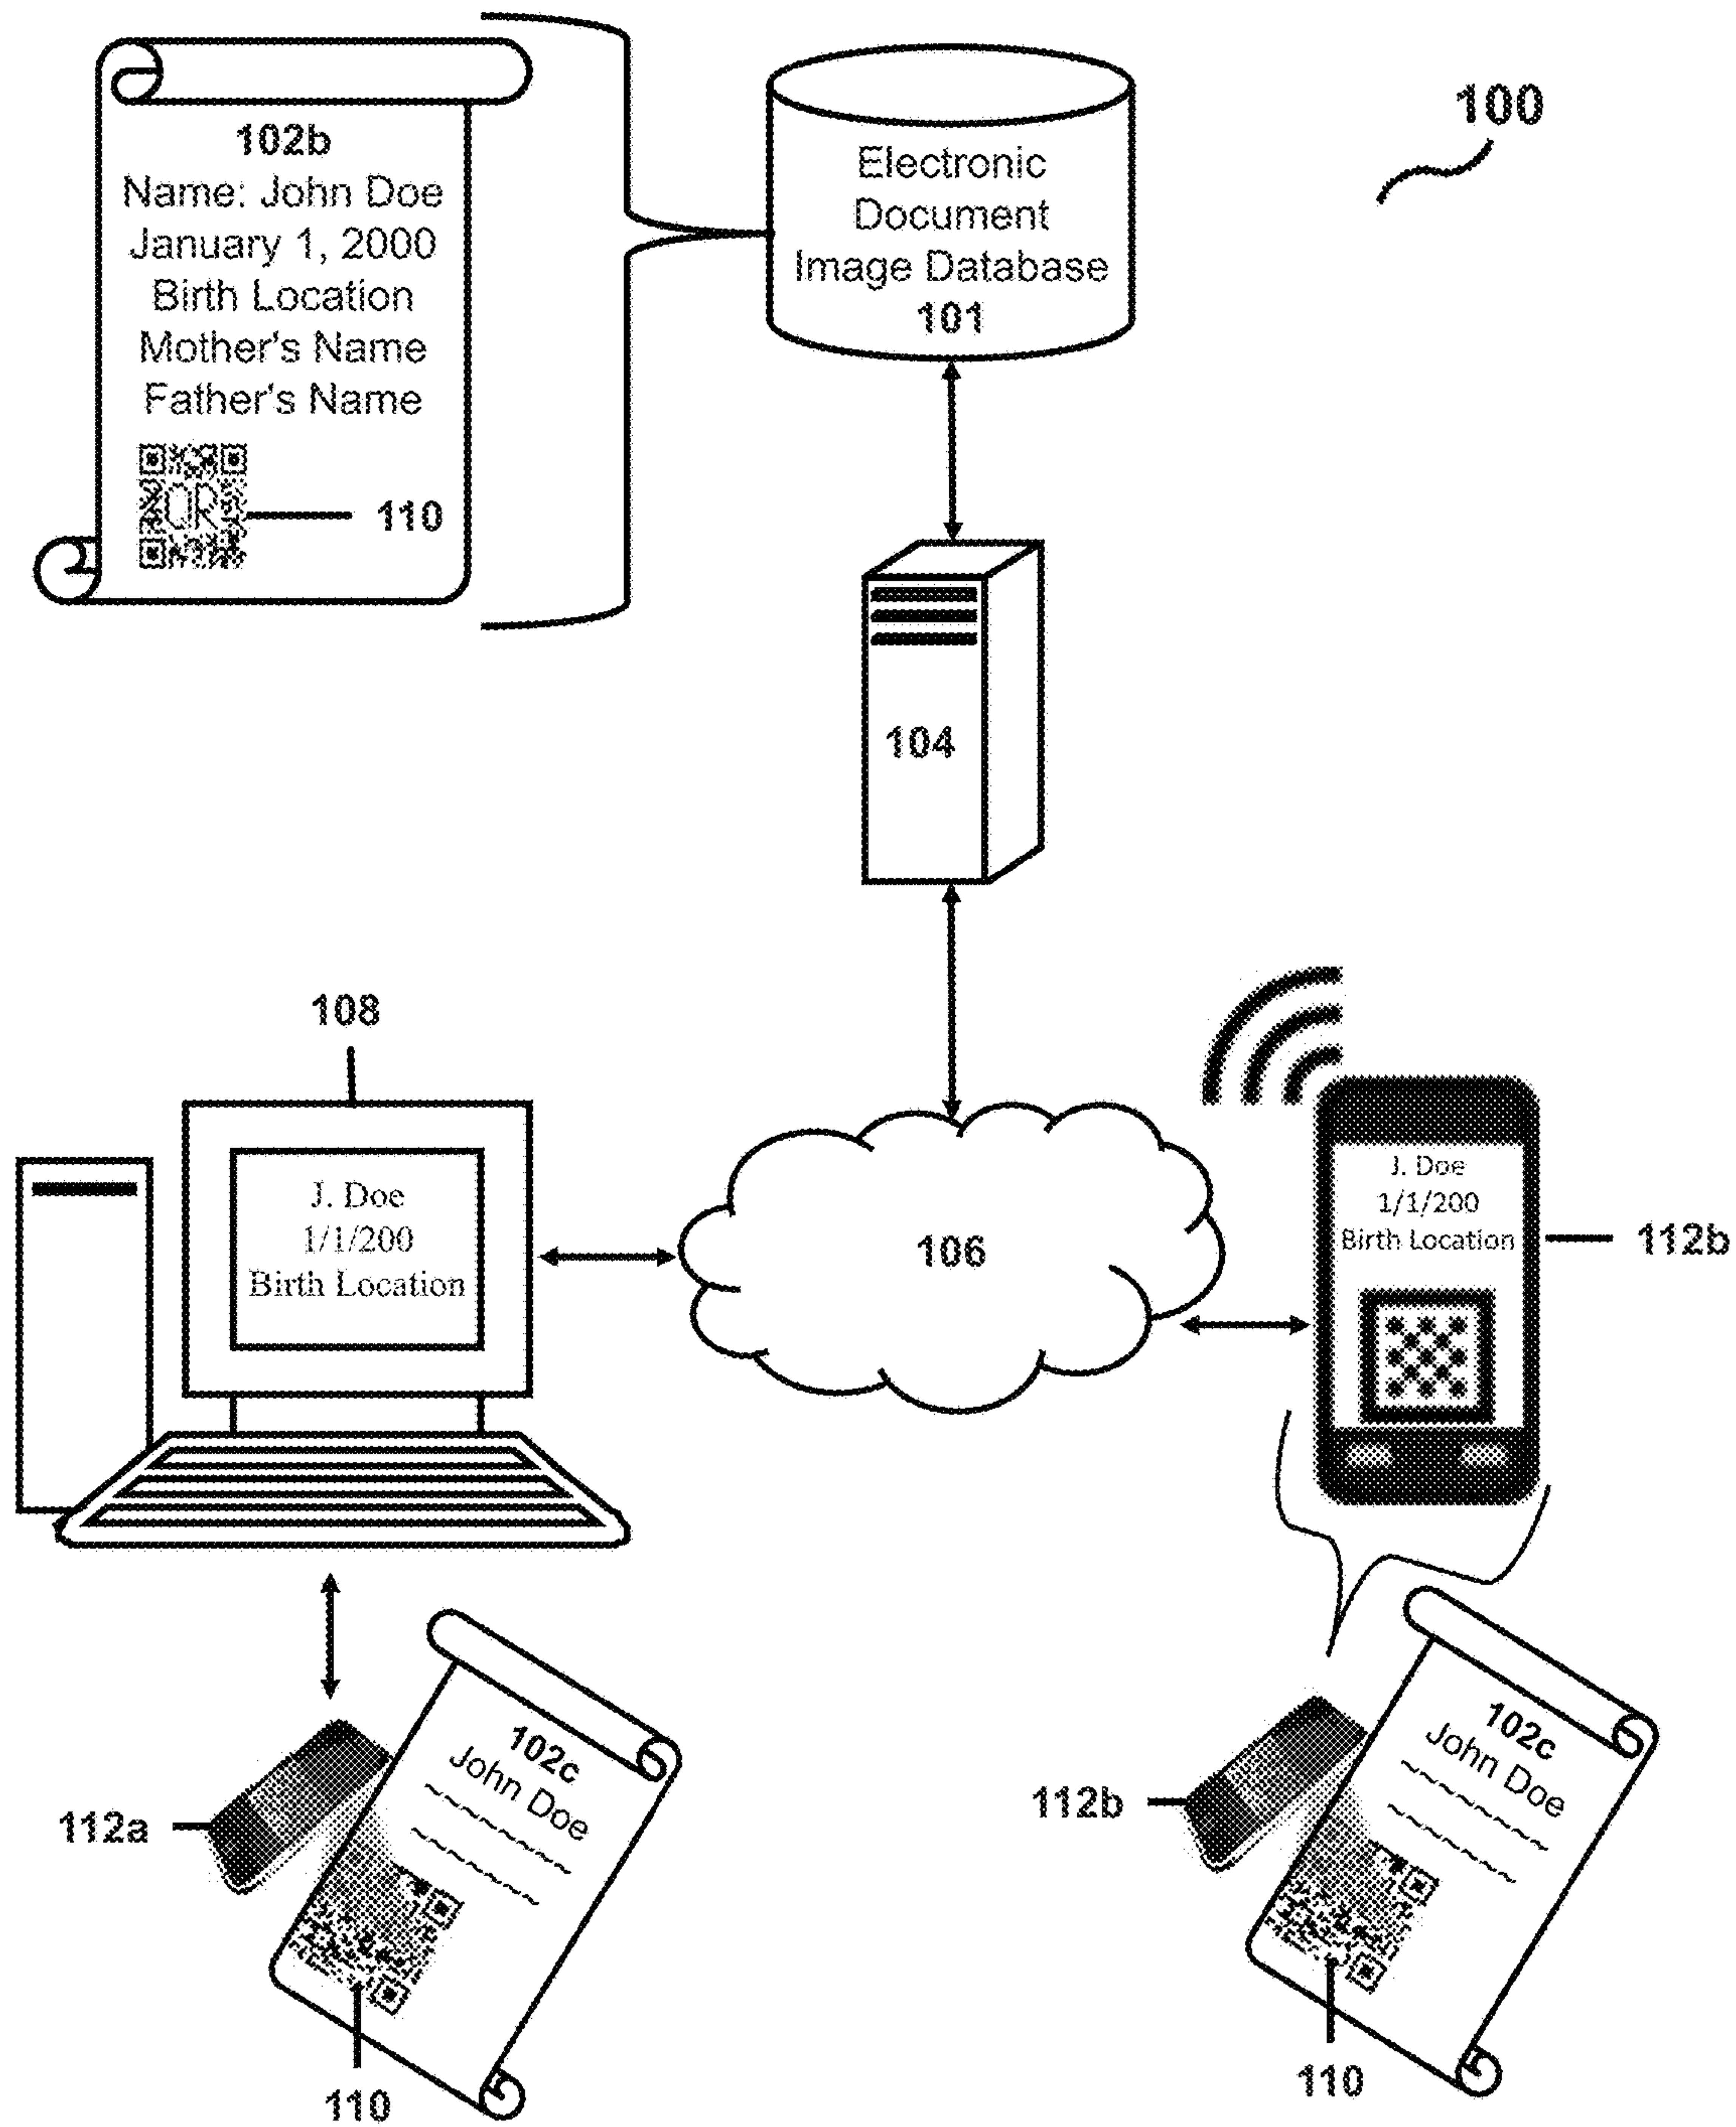 100
102b
Name: John Doe
January 1, 2000
Birth Location
Mother's Name
Father's Name
QR
110
Electronic
Document
Image Database
101
104
108
J. Doe
1/1/200
Birth Location
106
J. Doe
1/1/200
Birth Location
112b
102c
John Doe
112a
110
102c
John Doe
112b
110